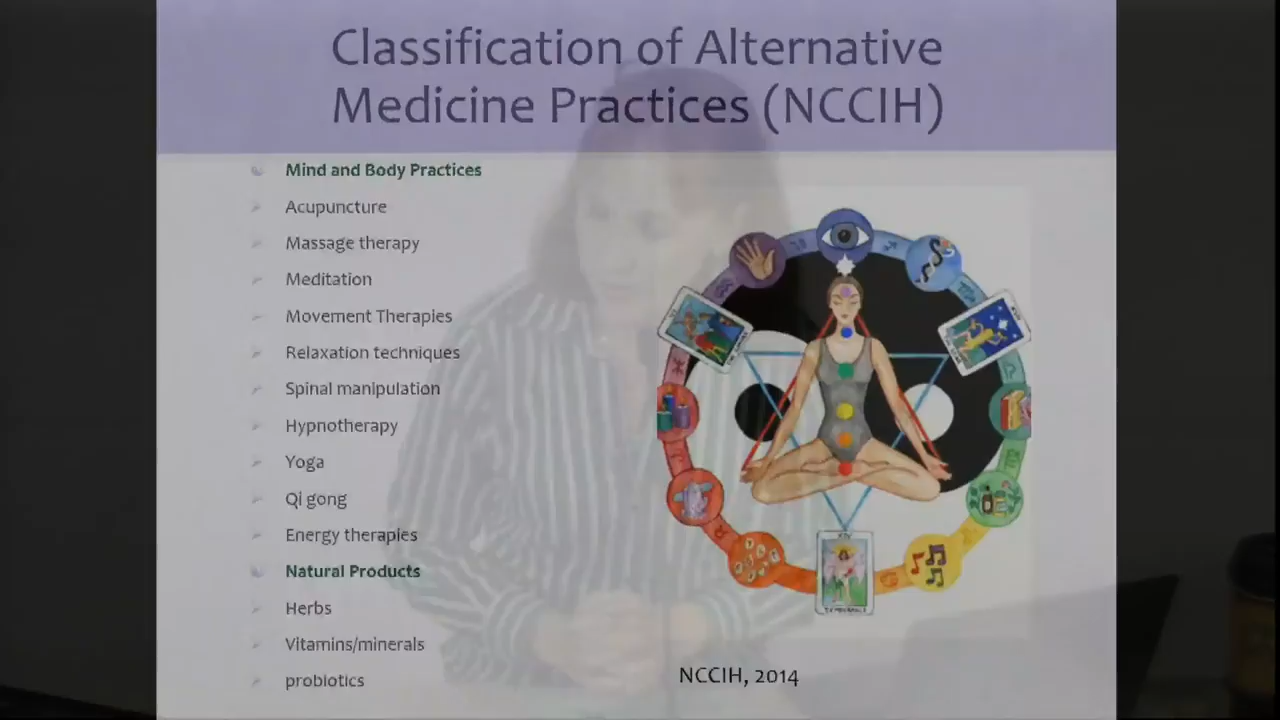 Classification of Alternative
Medicine Practices (NCCIH)
Mind and Body Practices
Acupuncture
Massage therapy
Meditation
Movement Therapies
Relaxation techniques
Spinal manipulation
Hypnotherapy
Yoga
Qi gong
Energy therapies
Natural Products
Herbs
Vitamins/minerals
probiotics
NCCIH, 2014